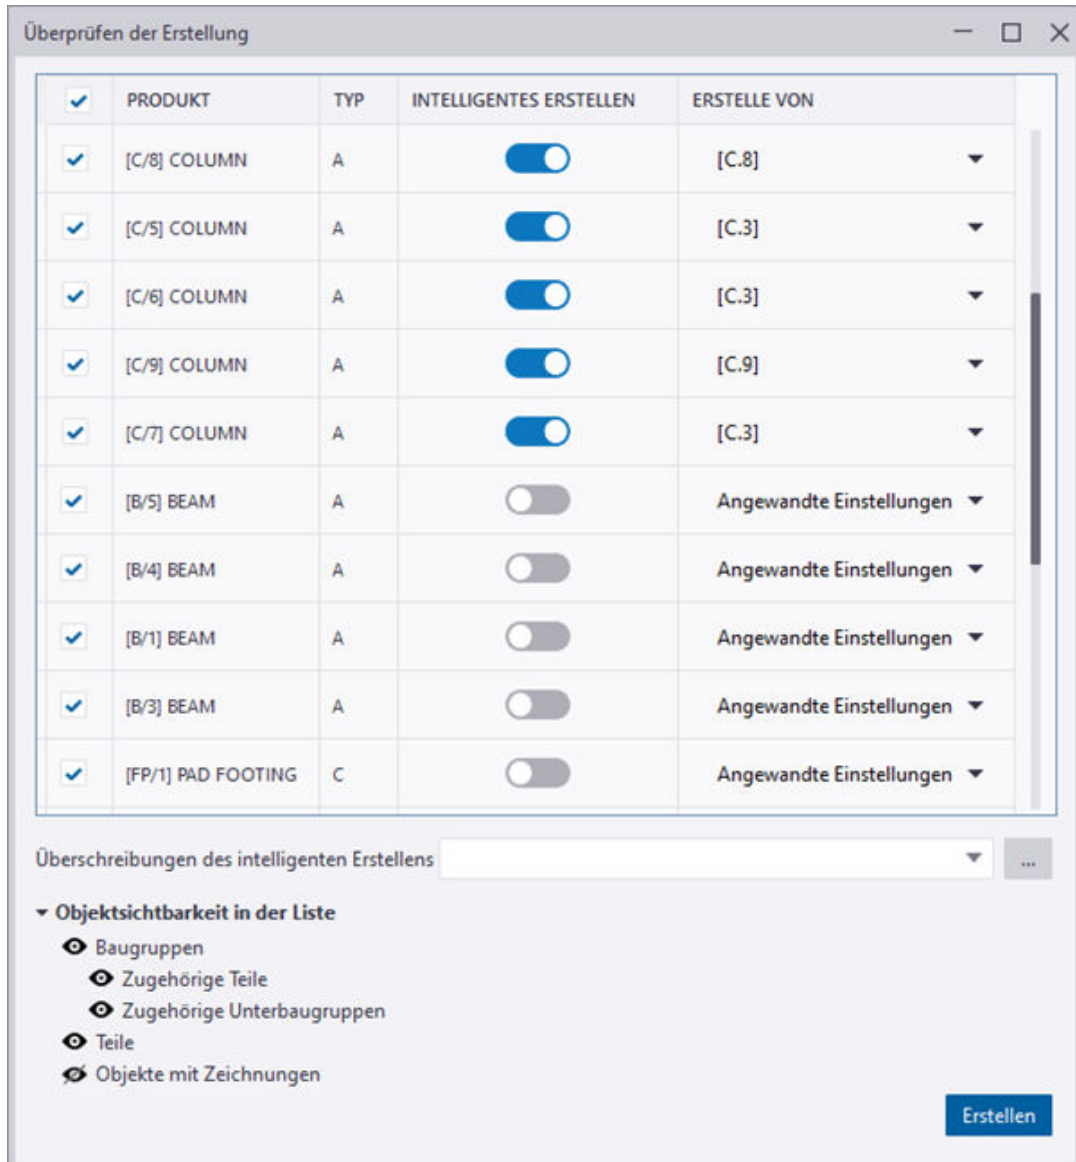 Überprüfen der Erstellung
PRODUKT TYP INTELLIGENTES ERSTELLEN ERSTELLE VON
[C/8] COLUMN A [C.8]
[C/5] COLUMN A [C.3]
[C/6] COLUMN A [C.3]
[C/9] COLUMN A [C.9]
[C/7] COLUMN A [C.3]
[B/5] BEAM A Angewandte Einstellungen
[B/4] BEAM A Angewandte Einstellungen
[B/1] BEAM A Angewandte Einstellungen
[B/3] BEAM A Angewandte Einstellungen
[FP/1] PAD FOOTING C Angewandte Einstellungen
Überschreibungen des intelligenten Erstellens ...
Objektsichtbarkeit in der Liste
Baugruppen
Zugehörige Teile
Zugehörige Unterbaugruppen
Teile
Objekte mit Zeichnungen
Erstellen